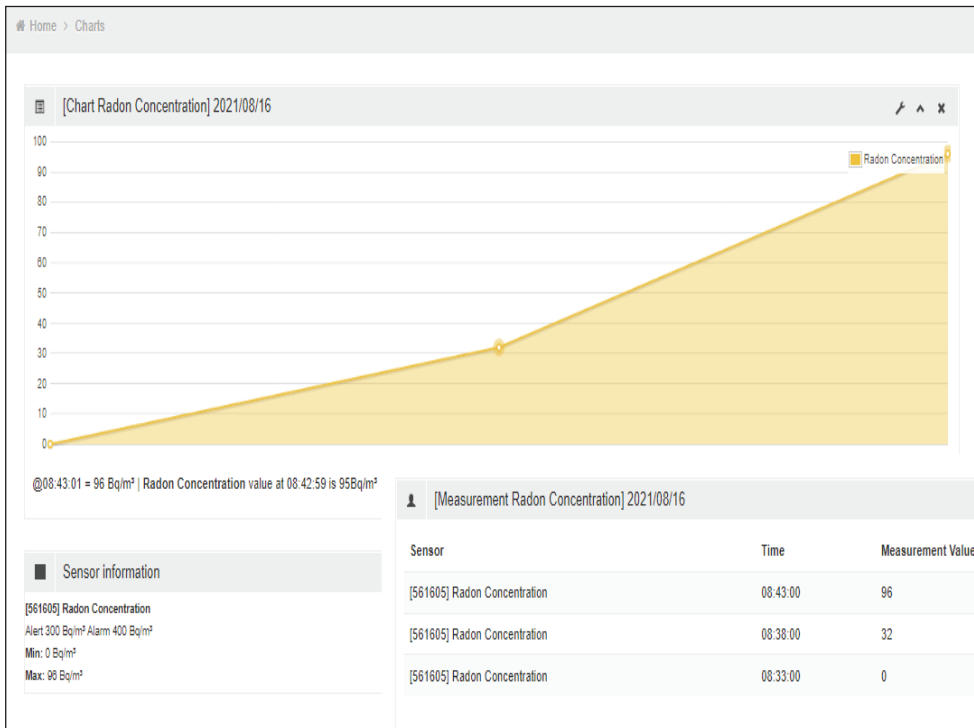 Home > Charts
[Chart Radon Concentration] 2021/08/16
100
90
80
70
60
50
40
30
20
10
0
Radon Concentration
@08:43:01 = 96 Bq/m³ | Radon Concentration value at 08:42:59 is 95Bq/m³
[Measurement Radon Concentration] 2021/08/16
Sensor Time Measurement Value
[561605] Radon Concentration 08:43:00 96
[561605] Radon Concentration 08:38:00 32
[561605] Radon Concentration 08:33:00 0
Sensor information
[561605] Radon Concentration
Alert 300 Bq/m³ Alarm 400 Bq/m³
Min: 0 Bq/m³
Max: 96 Bq/m³